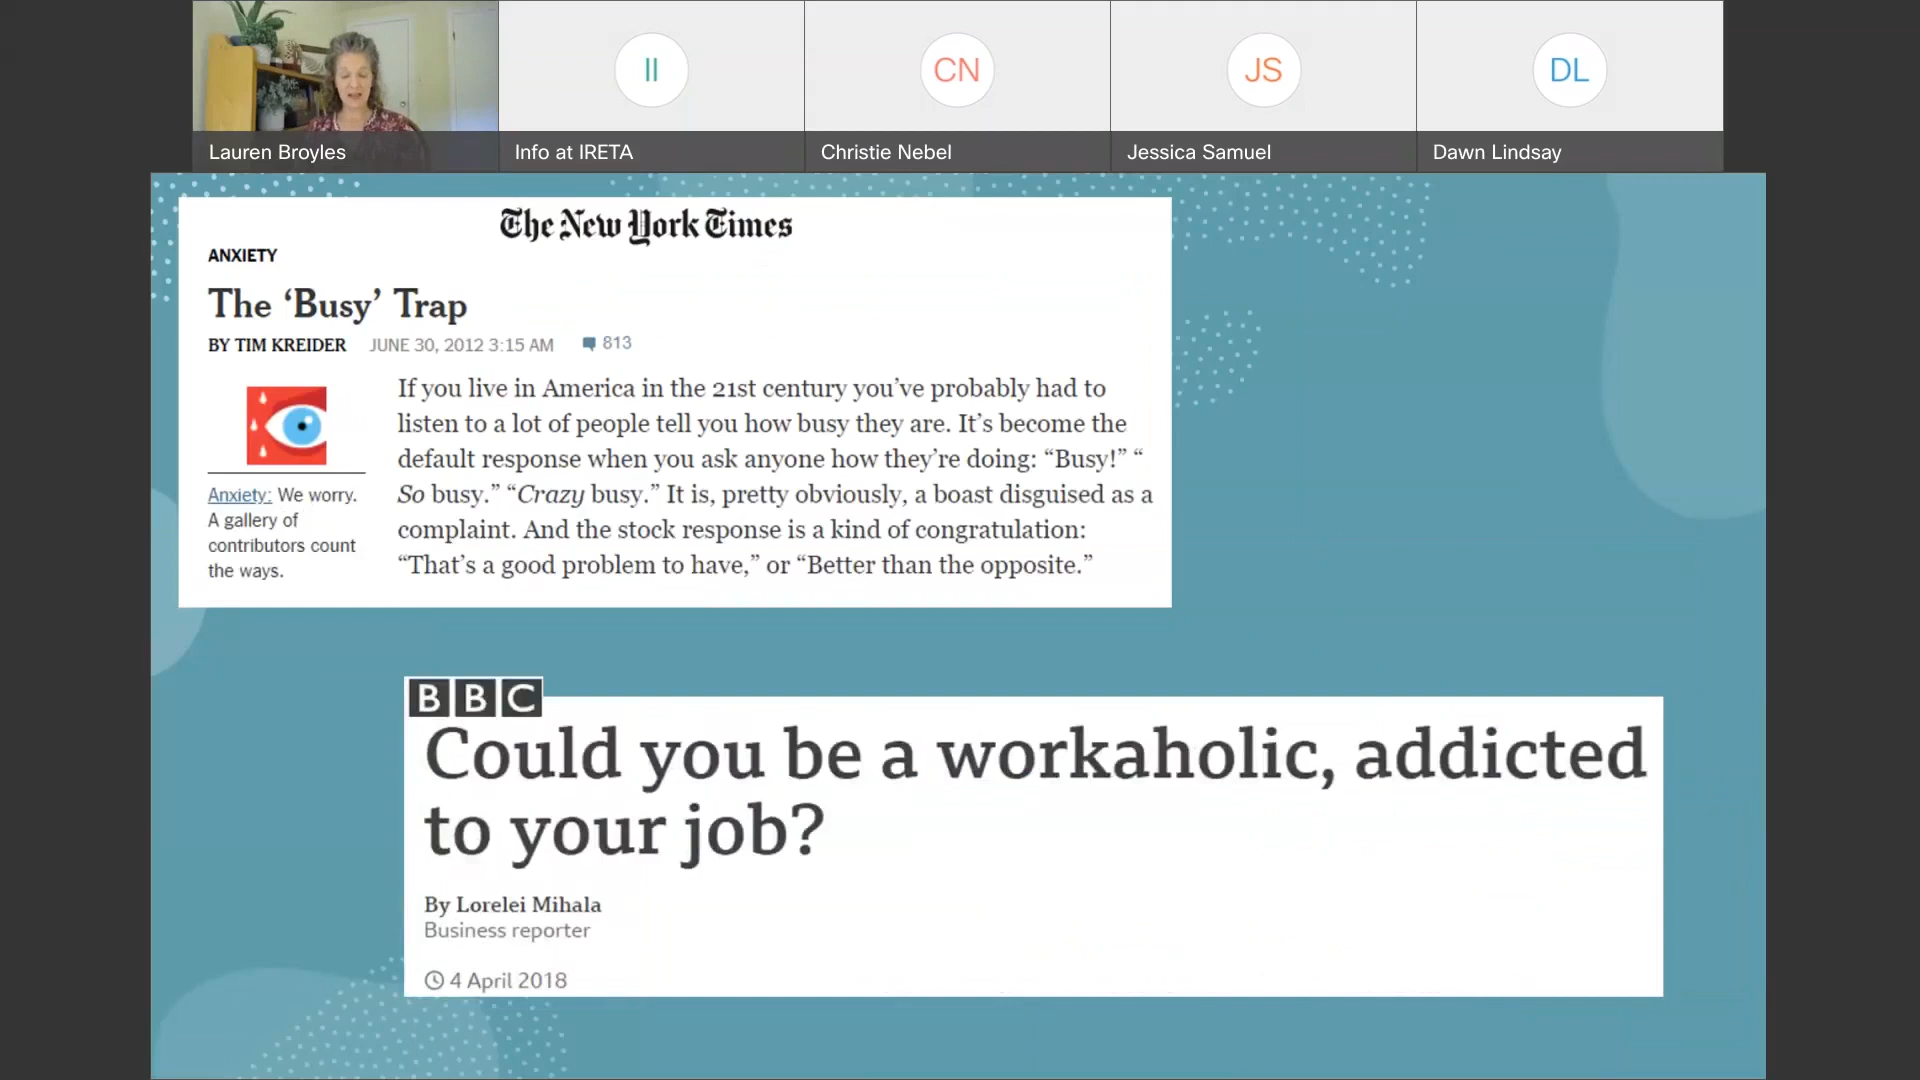 Lauren Broyles
II
Info at IRETA
CN
Christie Nebel
JS
Jessica Samuel
DL
Dawn Lindsay
The New York Times
ANXIETY
The ‘Busy’ Trap
BY TIM KREIDER JUNE 30, 2012 3:15 AM 813
Anxiety: We worry.
A gallery of
contributors count
the ways.
If you live in America in the 21st century you’ve probably had to
listen to a lot of people tell you how busy they are. It’s become the
default response when you ask anyone how they’re doing: “Busy!” “
So busy.” “Crazy busy.” It is, pretty obviously, a boast disguised as a
complaint. And the stock response is a kind of congratulation:
“That’s a good problem to have,” or “Better than the opposite.”
BBC
Could you be a workaholic, addicted
to your job?
By Lorelei Mihala
Business reporter
4 April 2018